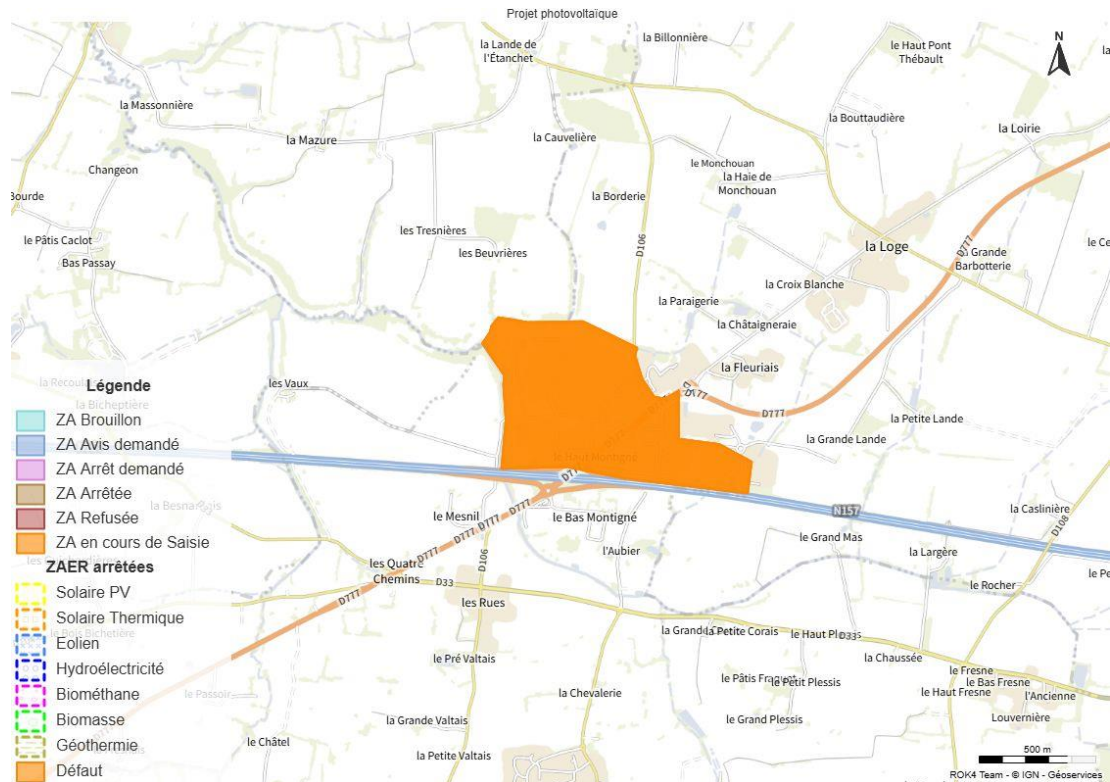 Projet photovoltaïque
la Billonnière
la Lande de
l'Étanchet
le Haut Pont
Thébault
N
la Massonnière
la Mazure
la Cauvelière
la Bouttaudière
la Loirie
Changeon
le Monchouan
la Haie de
Monchouan
Bourde
la Borderie
D106
D777
le Pâtis Caclot
Bas Passay
les Tresnières
les Beuvrières
la Loge
la Grande
Barbotterie
la Croix Blanche
la Paraigerie
la Châtaigneraie
la Fleuriais
D777
D777
les Vaux
la Petite Lande
la Grande Lande
le Haut Montigné
N157
le Mesnil
D777
D777
D777
le Bas Montigné
la Caslinière
D108
D106
l'Aubier
le Grand Mas
la Largère
les Quatre
Chemins
D33
le Rocher
D777
les Rues
la Petite Corais
le Haut
D33
la Chaussée
le Pré Valtais
le Petit Plessis
le Fresne
le Bas Fresne
le Haut Fresne
l'Ancienne
Louvernière
la Chevalerie
la Grande Valtais
le Grand Plessis
le Châtel
la Petite Valtais
Légende
ZA Brouillon
ZA Avis demandé
ZA Arrêt demandé
ZA Arrêtée
ZA Refusée
ZA en cours de Saisie
ZAER arrêtées
Solaire PV
Solaire Thermique
Eolien
Hydroélectricité
Biométhane
Biomasse
Géothermie
Défaut
500 m
ROK4 Team - © IGN - Géoservices